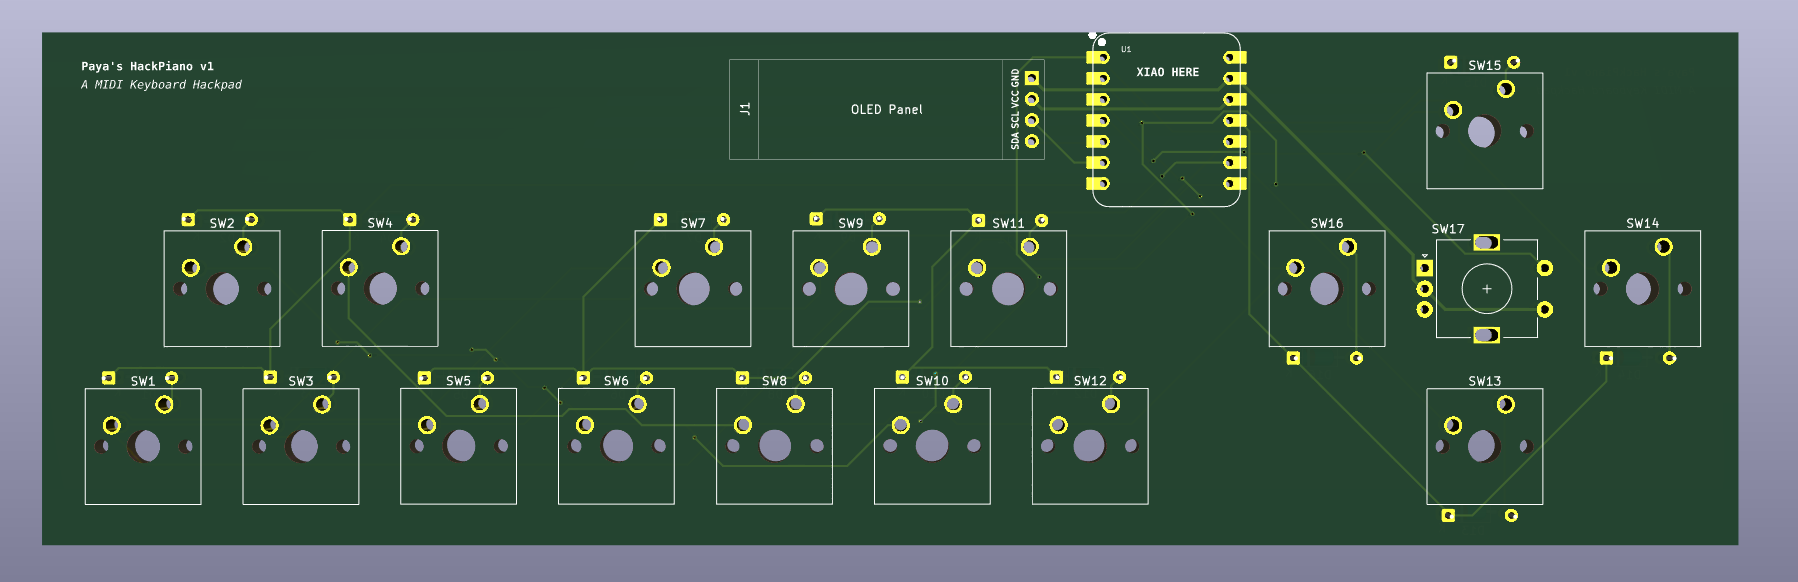 Paya's HackPiano v1
A MIDI Keyboard Hackpad
J1
OLED Panel
SDA SCL VCC GND
U1
XIAO HERE
SW15
SW2
SW4
SW7
SW9
SW11
SW16
SW17
SW14
SW1
SW3
SW5
SW6
SW8
SW10
SW12
SW13